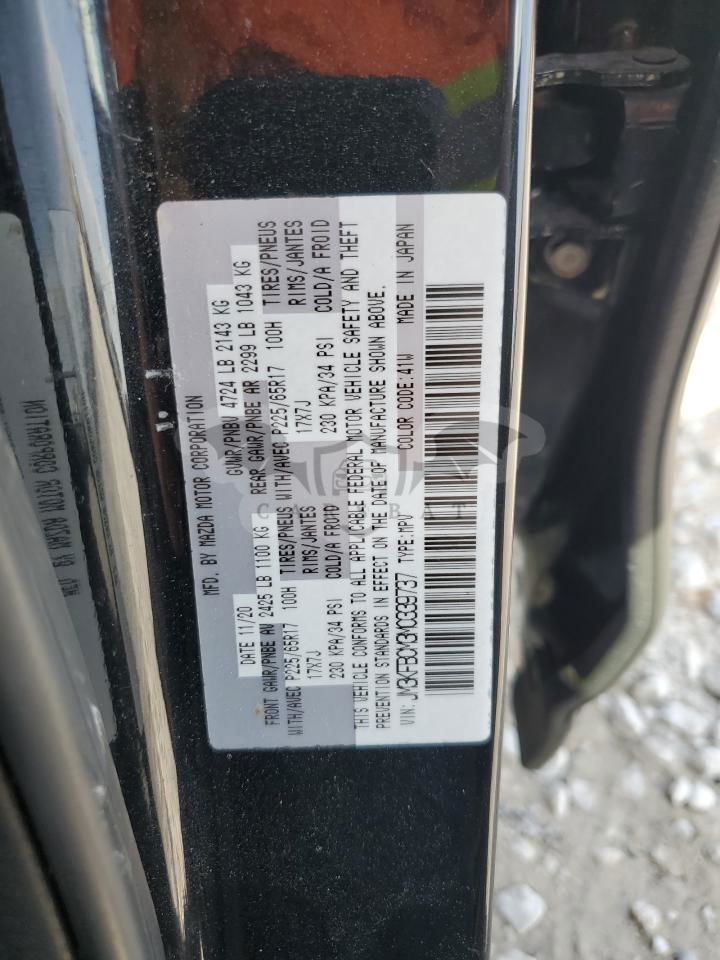 MFD. BY MAZDA MOTOR CORPORATION
DATE 11/20 GVWR/PNBV 4724 LB 2143 KG
FRONT GAWR/PNBE AV 2425 LB 1100 KG REAR GAWR/PNBE AR 2299 LB 1043 KG
WITH/AVEC P225/65R17 100H TIRES/PNEUS WITH/AVEC P225/65R17 100H TIRES/PNEUS
17X7J RIMS/JANTES 17X7J RIMS/JANTES
230 KPA/34 PSI COLD/A FROID 230 KPA/34 PSI COLD/A FROID
THIS VEHICLE CONFORMS TO ALL APPLICABLE FEDERAL MOTOR VEHICLE SAFETY AND THEFT
PREVENTION STANDARDS IN EFFECT ON THE DATE OF MANUFACTURE SHOWN ABOVE.
VIN: JM3KFBCM3M0339737 TYPE:MPV COLOR CODE:41W MADE IN JAPAN
MOTOR CORPORATION